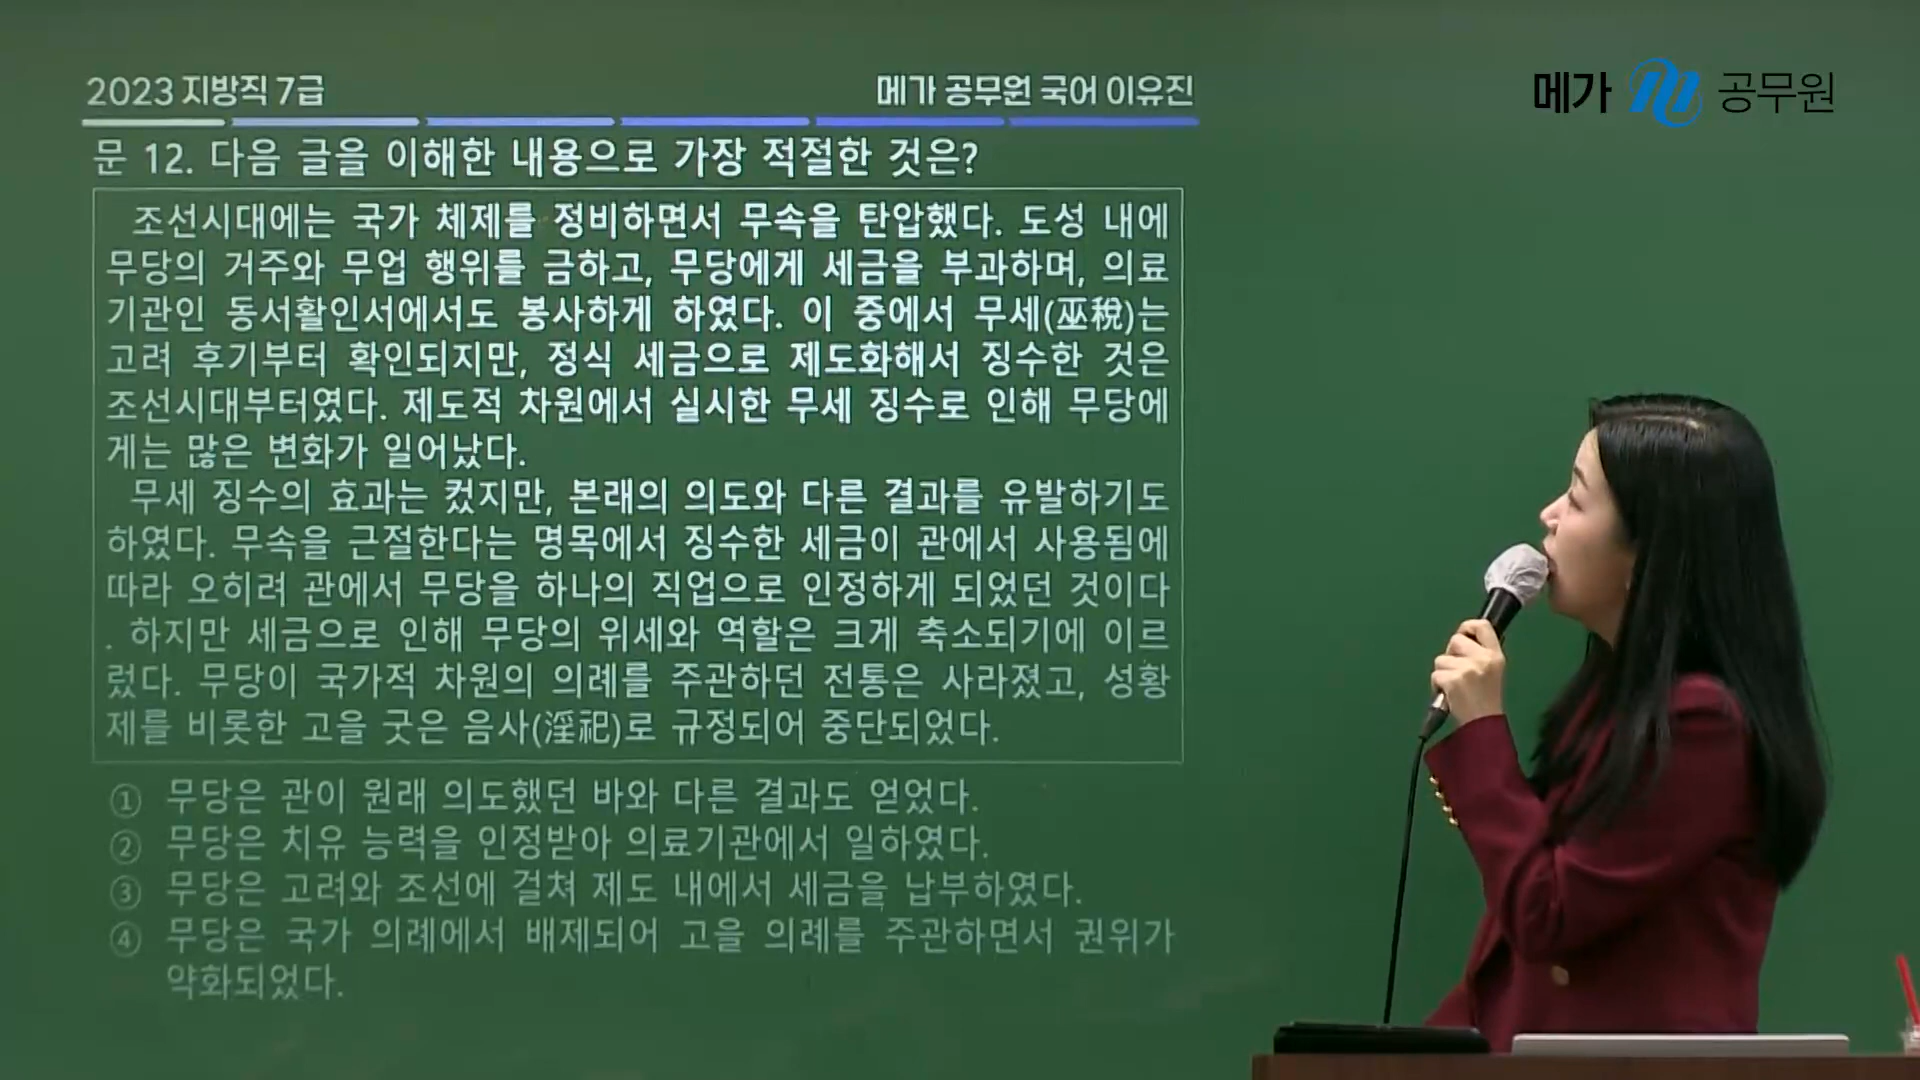 2023 지방직 7급
메가 공무원 국어 이유진
메가 공무원
문 12. 다음 글을 이해한 내용으로 가장 적절한 것은?
조선시대에는 국가 체제를 정비하면서 무속을 탄압했다. 도성 내에
무당의 거주와 무업 행위를 금하고, 무당에게 세금을 부과하며, 의료
기관인 동서활인서에서도 봉사하게 하였다. 이 중에서 무세(巫稅)는
고려 후기부터 확인되지만, 정식 세금으로 제도화해서 징수한 것은
조선시대부터였다. 제도적 차원에서 실시한 무세 징수로 인해 무당에
게는 많은 변화가 일어났다.
무세 징수의 효과는 컸지만, 본래의 의도와 다른 결과를 유발하기도
하였다. 무속을 근절한다는 명목에서 징수한 세금이 관에서 사용됨에
따라 오히려 관에서 무당을 하나의 직업으로 인정하게 되었던 것이다
. 하지만 세금으로 인해 무당의 위세와 역할은 크게 축소되기에 이르
렀다. 무당이 국가적 차원의 의례를 주관하던 전통은 사라졌고, 성황
제를 비롯한 고을 굿은 음사(淫祀)로 규정되어 중단되었다.
① 무당은 관이 원래 의도했던 바와 다른 결과도 얻었다.
② 무당은 치유 능력을 인정받아 의료기관에서 일하였다.
③ 무당은 고려와 조선에 걸쳐 제도 내에서 세금을 납부하였다.
④ 무당은 국가 의례에서 배제되어 고을 의례를 주관하면서 권위가
약화되었다.